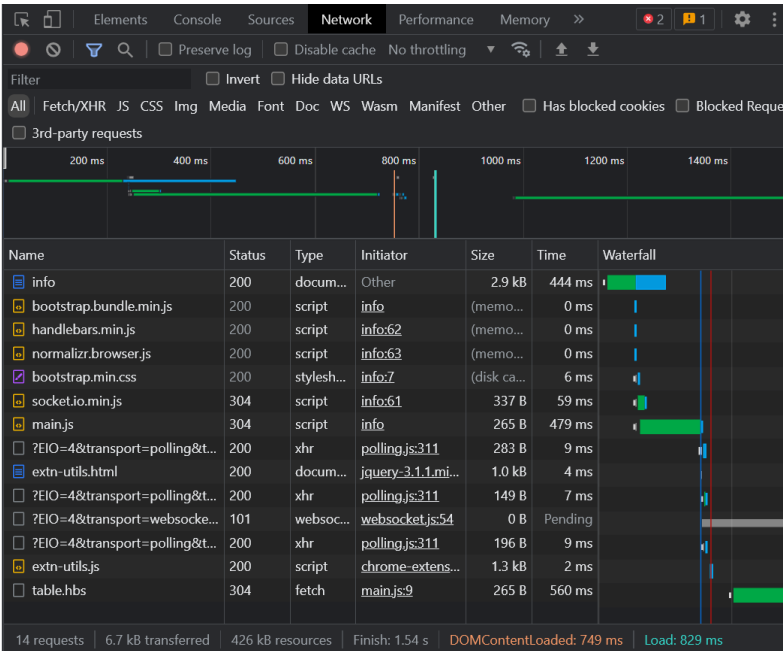 Elements Console Sources Network Performance Memory » 2 1
Preserve log Disable cache No throttling
Filter Invert Hide data URLs
All Fetch/XHR JS CSS Img Media Font Doc WS Wasm Manifest Other Has blocked cookies Blocked Reque
3rd-party requests
200 ms 400 ms 600 ms 800 ms 1000 ms 1200 ms 1400 ms
Name Status Type Initiator Size Time Waterfall
info 200 docum... Other 2.9 kB 444 ms
bootstrap.bundle.min.js 200 script info (memo... 0 ms
handlebars.min.js 200 script info:62 (memo... 0 ms
normalizr.browser.js 200 script info:63 (memo... 0 ms
bootstrap.min.css 200 stylesh... info:7 (disk ca... 6 ms
socket.io.min.js 304 script info:61 337 B 59 ms
main.js 304 script info 265 B 479 ms
?EIO=4&transport=polling&t... 200 xhr polling.js:311 283 B 9 ms
extn-utils.html 200 docum... jquery-3.1.1.mi... 1.0 kB 4 ms
?EIO=4&transport=polling&t... 200 xhr polling.js:311 149 B 7 ms
?EIO=4&transport=websocke... 101 websoc... websocket.js:54 0 B Pending
?EIO=4&transport=polling&t... 200 xhr polling.js:311 196 B 9 ms
extn-utils.js 200 script chrome-extens... 1.3 kB 2 ms
table.hbs 304 fetch main.js:9 265 B 560 ms
14 requests 6.7 kB transferred 426 kB resources Finish: 1.54 s DOMContentLoaded: 749 ms Load: 829 ms